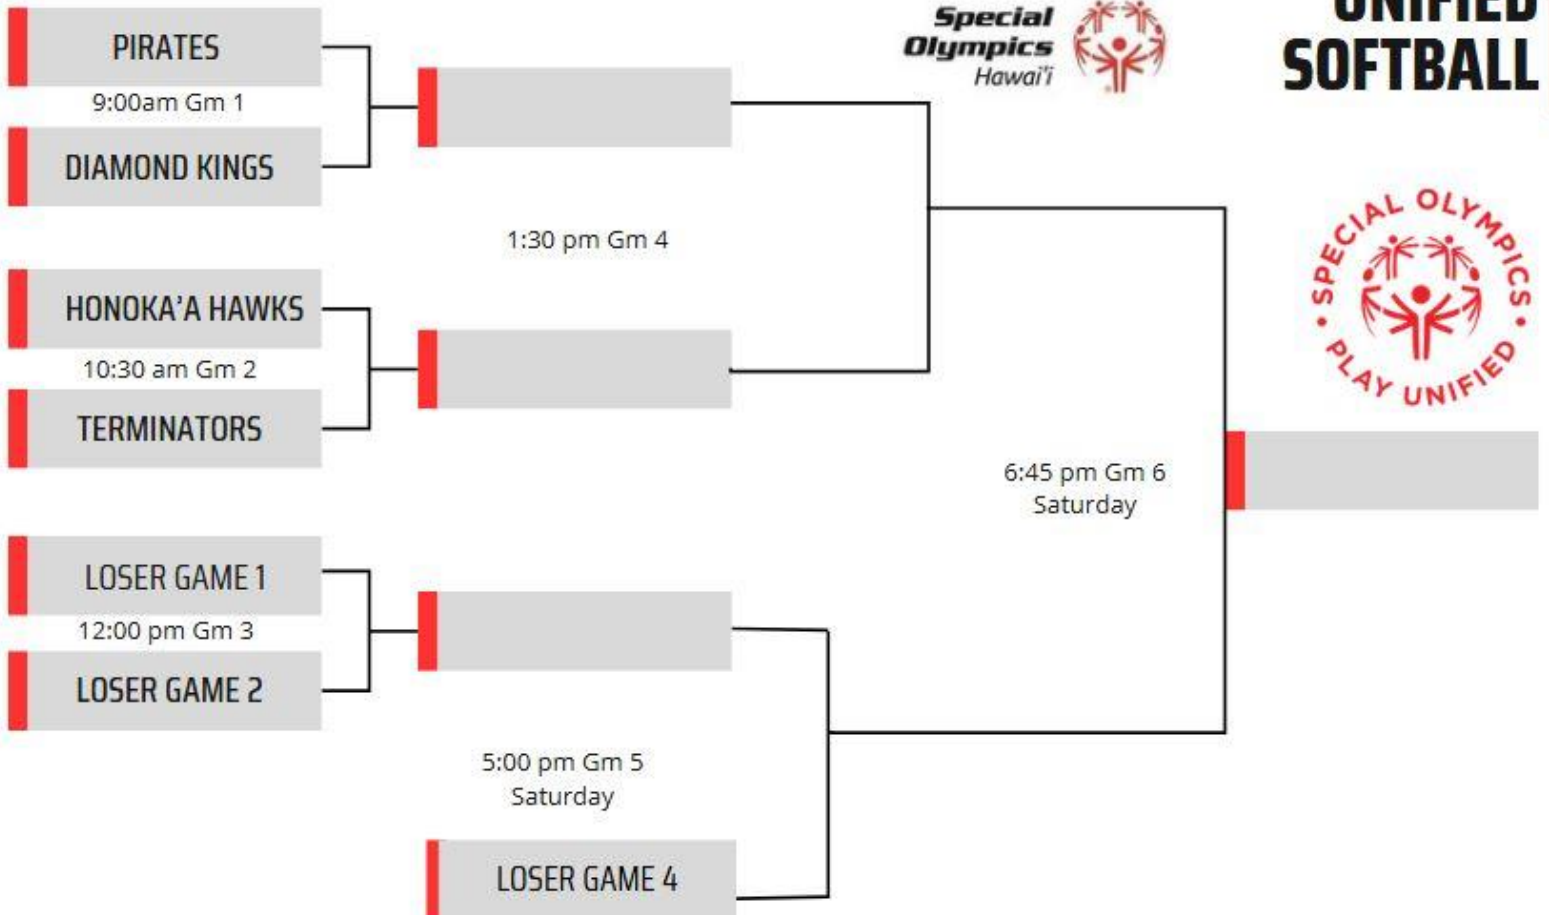 PIRATES
9:00am Gm 1
DIAMOND KINGS
HONOKA'A HAWKS
10:30 am Gm 2
TERMINATORS
LOSER GAME 1
12:00 pm Gm 3
LOSER GAME 2
1:30 pm Gm 4
5:00 pm Gm 5
Saturday
LOSER GAME 4
Special
Olympics
Hawai'i
UNIFIED
SOFTBALL
SPECIAL OLYMPICS
• PLAY UNIFIED •
6:45 pm Gm 6
Saturday